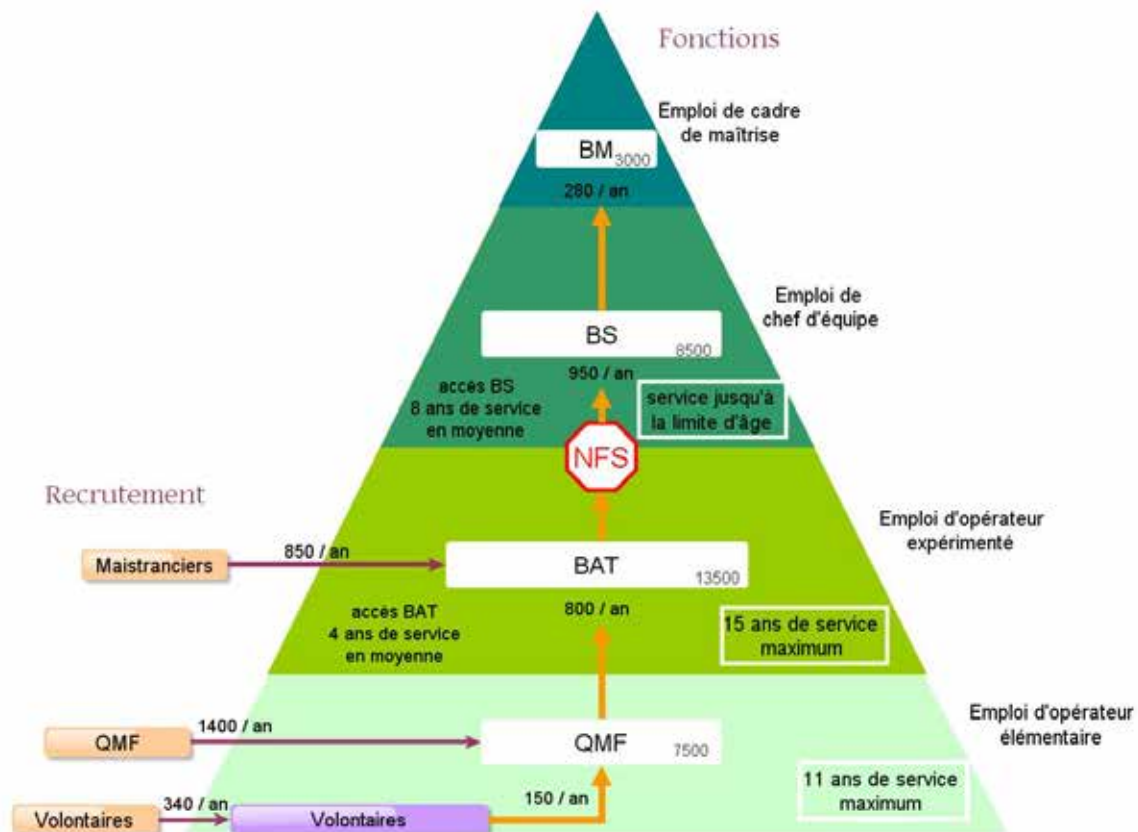 Fonctions
Emploi de cadre
de maîtrise
BM 3000
280 / an
Emploi de
chef d'équipe
BS
8500
950 / an
accès BS
8 ans de service
en moyenne
service jusqu'à
la limite d'âge
NFS
Recrutement
Emploi d'opérateur
expérimenté
850 / an
Maistranciers
BAT
13500
800 / an
accès BAT
4 ans de service
en moyenne
15 ans de service
maximum
Emploi d'opérateur
élémentaire
1400 / an
QMF
QMF
7500
11 ans de service
maximum
340 / an
150 / an
Volontaires
Volontaires